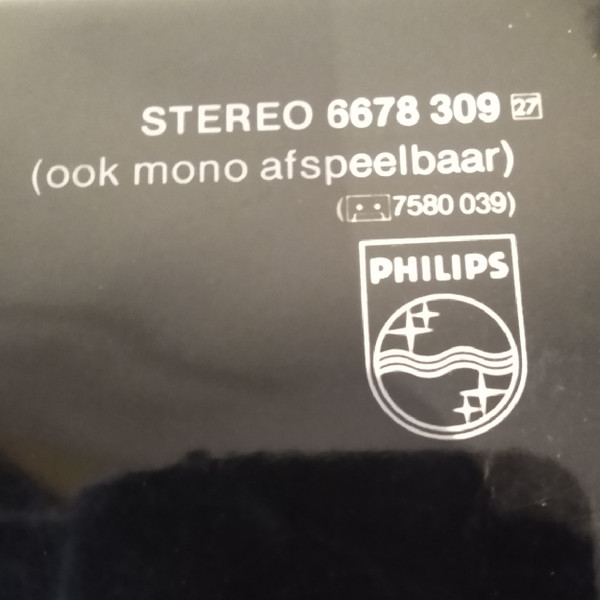 STEREO 6678 309 27
(ook mono afspeelbaar)
(7580 039)
PHILIPS